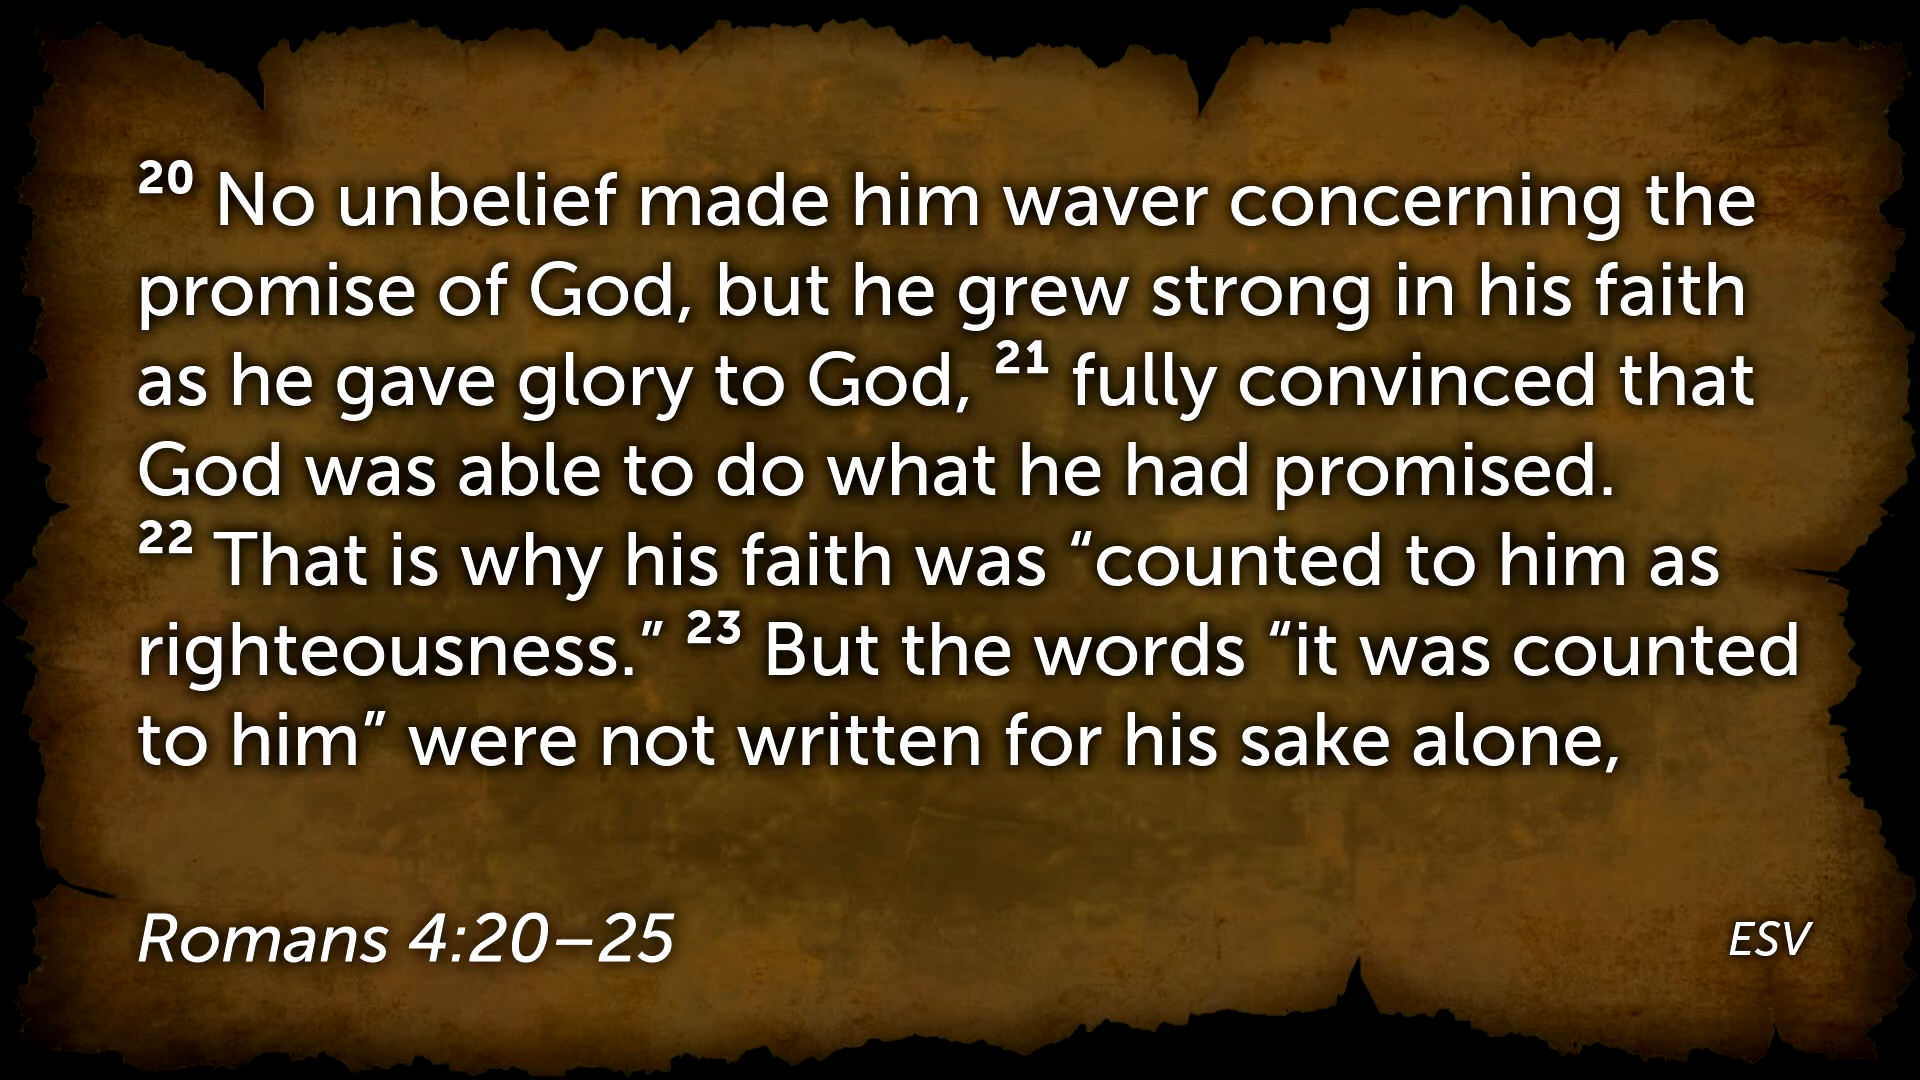 20 No unbelief made him waver concerning the
promise of God, but he grew strong in his faith
as he gave glory to God, 21 fully convinced that
God was able to do what he had promised.
22 That is why his faith was “counted to him as
righteousness.” 23 But the words “it was counted
to him” were not written for his sake alone,
Romans 4:20–25
ESV